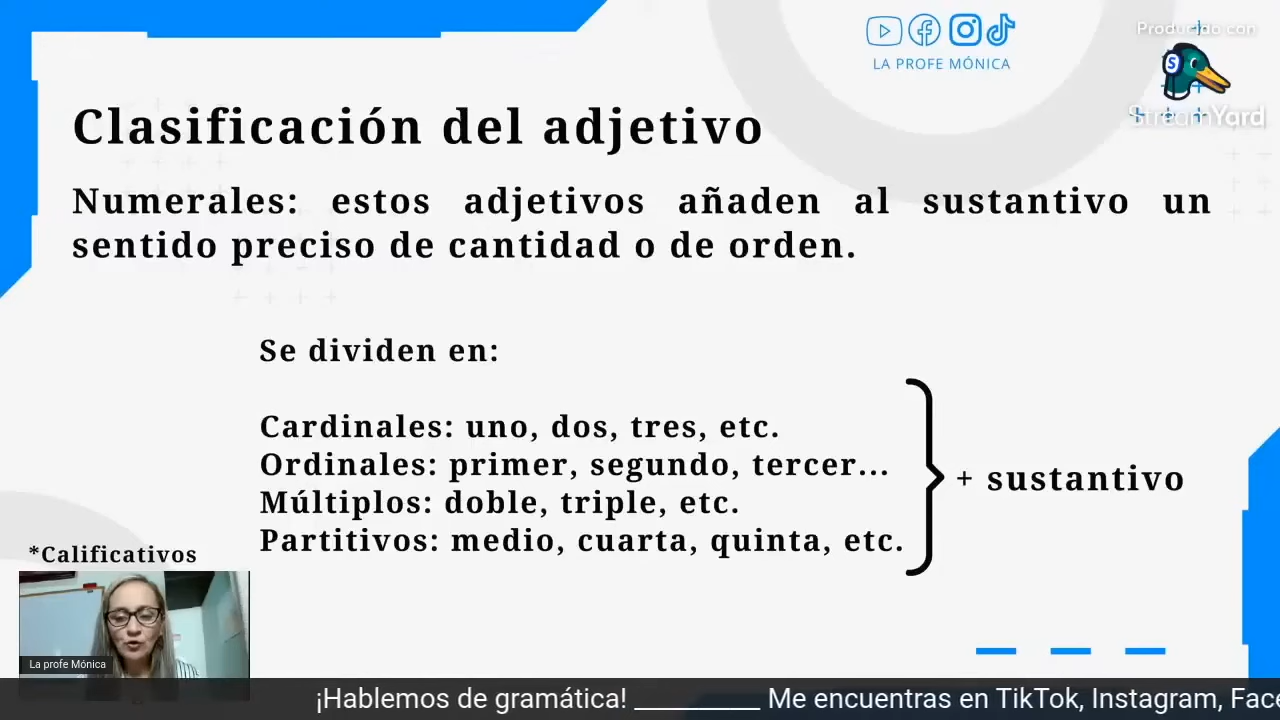 LA PROFE MÓNICA
Producido con
StreamYard
Clasificación del adjetivo
Numerales: estos adjetivos añaden al sustantivo un
sentido preciso de cantidad o de orden.
Se dividen en:
Cardinales: uno, dos, tres, etc.
Ordinales: primer, segundo, tercer...
Múltiplos: doble, triple, etc.
Partitivos: medio, cuarta, quinta, etc.
+ sustantivo
*Calificativos
La profe Mónica
¡Hablemos de gramática! __________ Me encuentras en TikTok, Instagram, Face